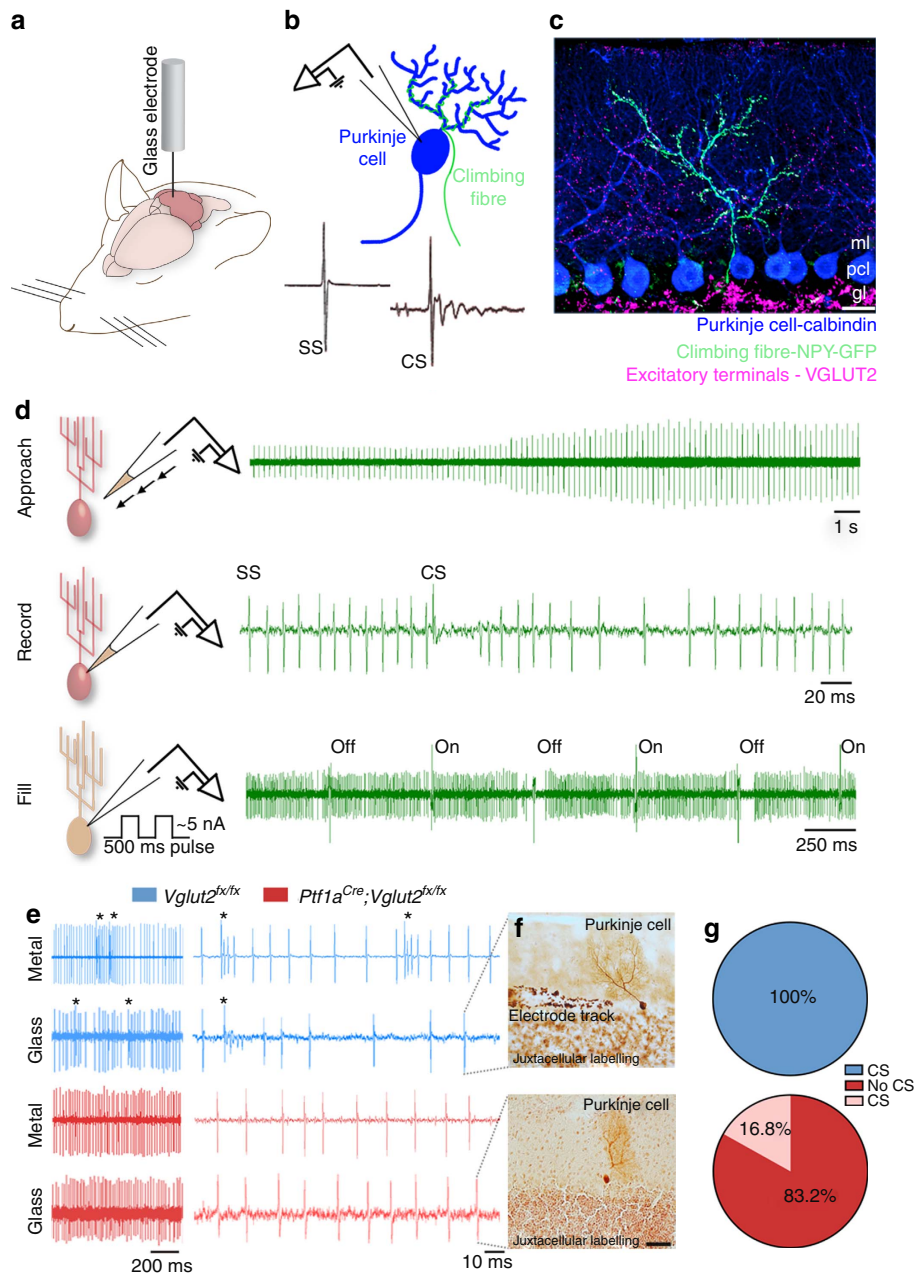 a
Glass electrode
b
Purkinje
cell
Climbing
fibre
SS
CS
c
ml
pcl
gl
Purkinje cell-calbindin
Climbing fibre-NPY-GFP
Excitatory terminals - VGLUT2
d
Approach
1 s
Record
SS
CS
20 ms
Fill
~5 nA
500 ms pulse
Off
On
Off
On
Off
On
250 ms
Vglut2fx/fx
Ptf1aCre;Vglut2fx/fx
e
Metal
* *
* *
Glass
* *
*
Metal
Glass
200 ms
10 ms
f
Purkinje cell
Electrode track
Juxtacellular labelling
Purkinje cell
Juxtacellular labelling
g
100%
CS
No CS
CS
16.8%
83.2%